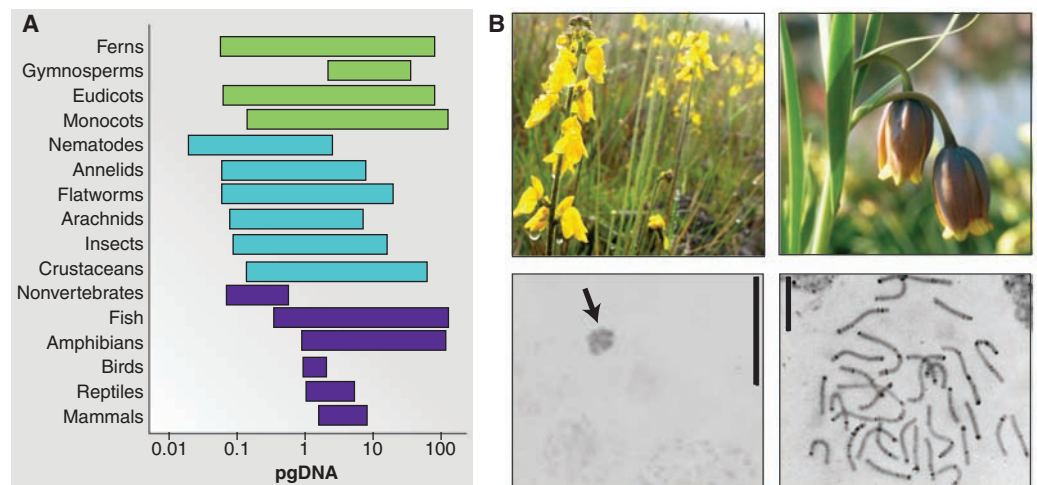 A
Ferns
Gymnosperms
Eudicots
Monocots
Nematodes
Annelids
Flatworms
Arachnids
Insects
Crustaceans
Nonvertebrates
Fish
Amphibians
Birds
Reptiles
Mammals
0.01 0.1 1 10 100
pgDNA
B